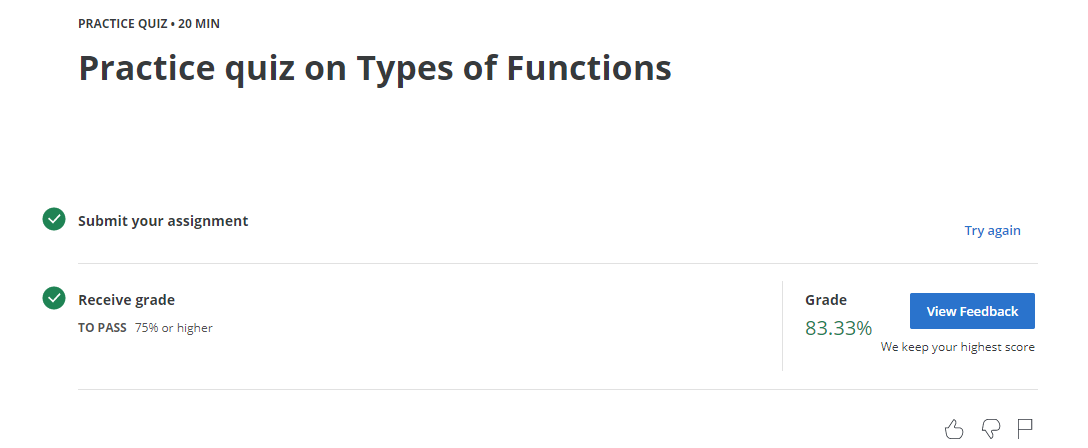 PRACTICE QUIZ • 20 MIN
Practice quiz on Types of Functions
Submit your assignment
Try again
Receive grade
TO PASS 75% or higher
Grade
83.33%
View Feedback
We keep your highest score